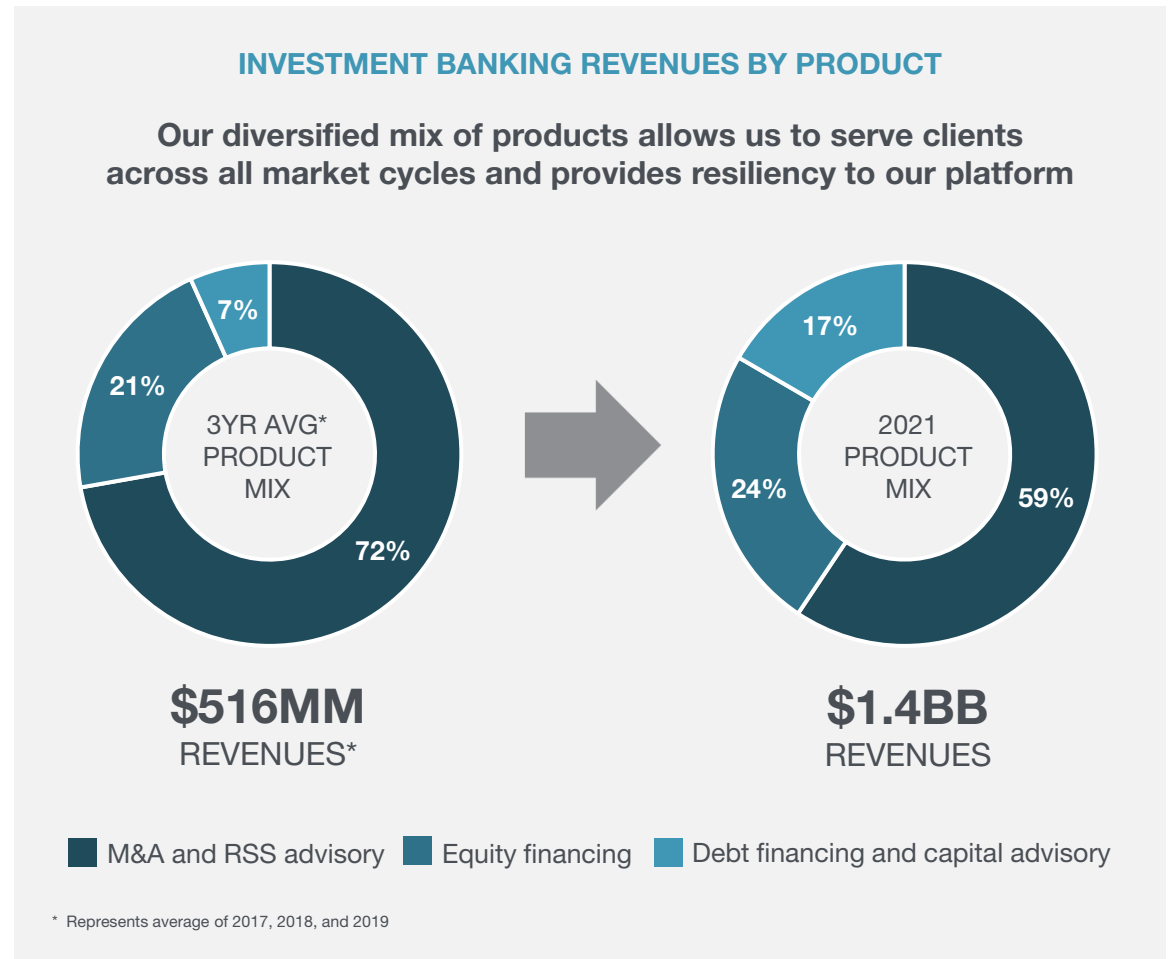 INVESTMENT BANKING REVENUES BY PRODUCT
Our diversified mix of products allows us to serve clients
across all market cycles and provides resiliency to our platform
7%
21%
3YR AVG*
PRODUCT
MIX
72%
17%
24%
2021
PRODUCT
MIX
59%
$516MM
REVENUES*
$1.4BB
REVENUES
M&A and RSS advisory
Equity financing
Debt financing and capital advisory
* Represents average of 2017, 2018, and 2019